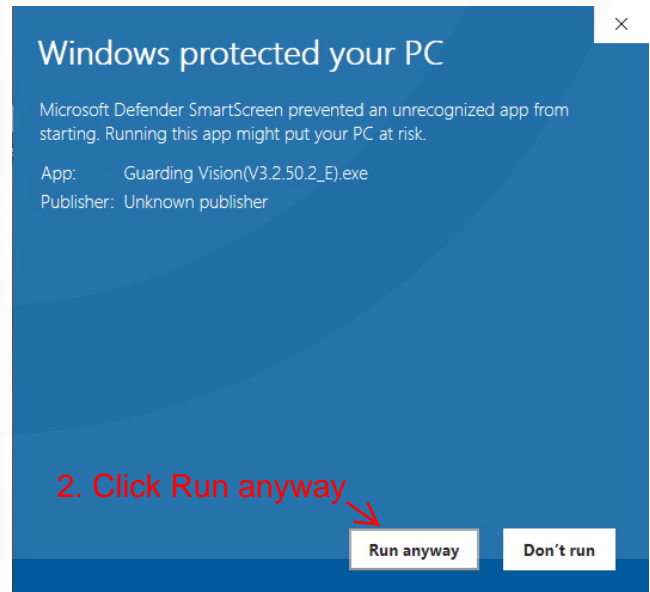 Windows protected your PC
Microsoft Defender SmartScreen prevented an unrecognized app from
starting. Running this app might put your PC at risk.
App: Guarding Vision(V3.2.50.2_E).exe
Publisher: Unknown publisher
2. Click Run anyway
Run anyway Don't run